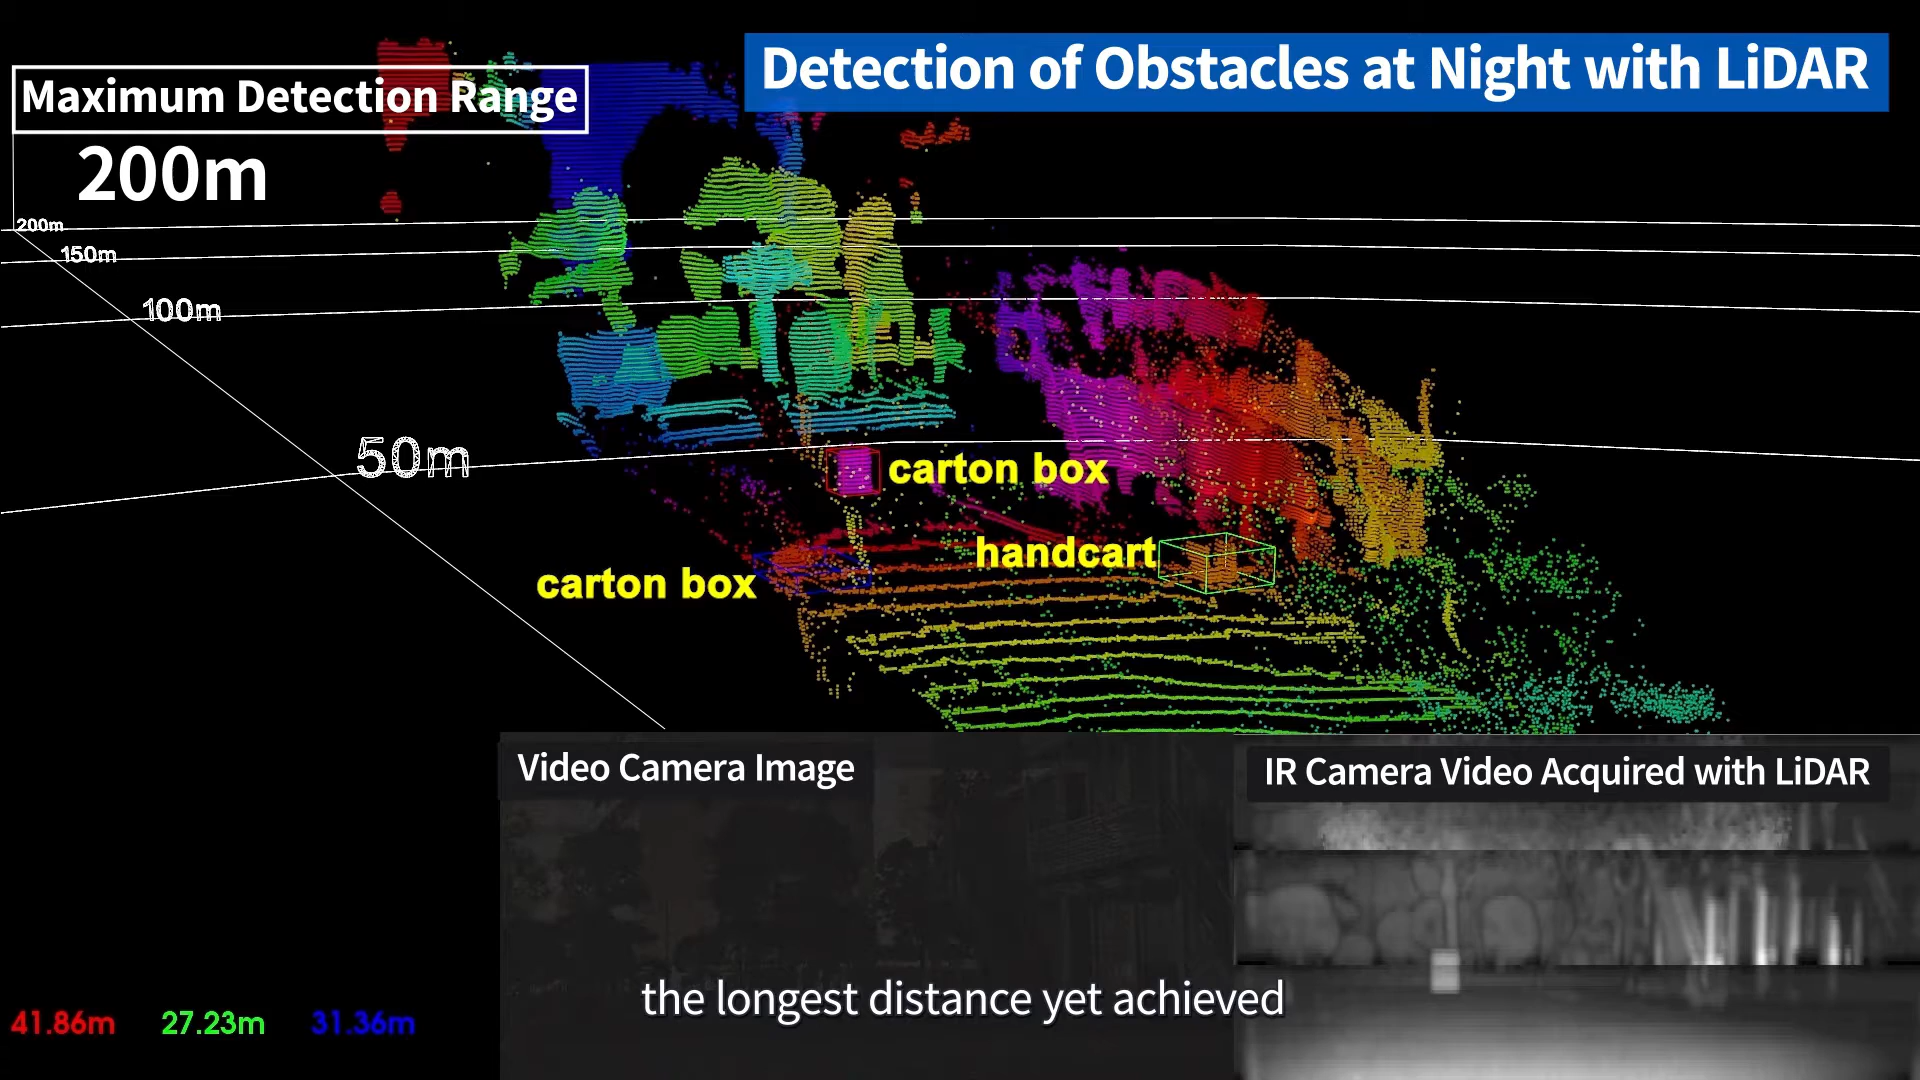 Detection of Obstacles at Night with LiDAR
Maximum Detection Range
200m
200m
150m
100m
50m
carton box
handcart
carton box
Video Camera Image
IR Camera Video Acquired with LiDAR
the longest distance yet achieved
41.86m 27.23m 31.36m